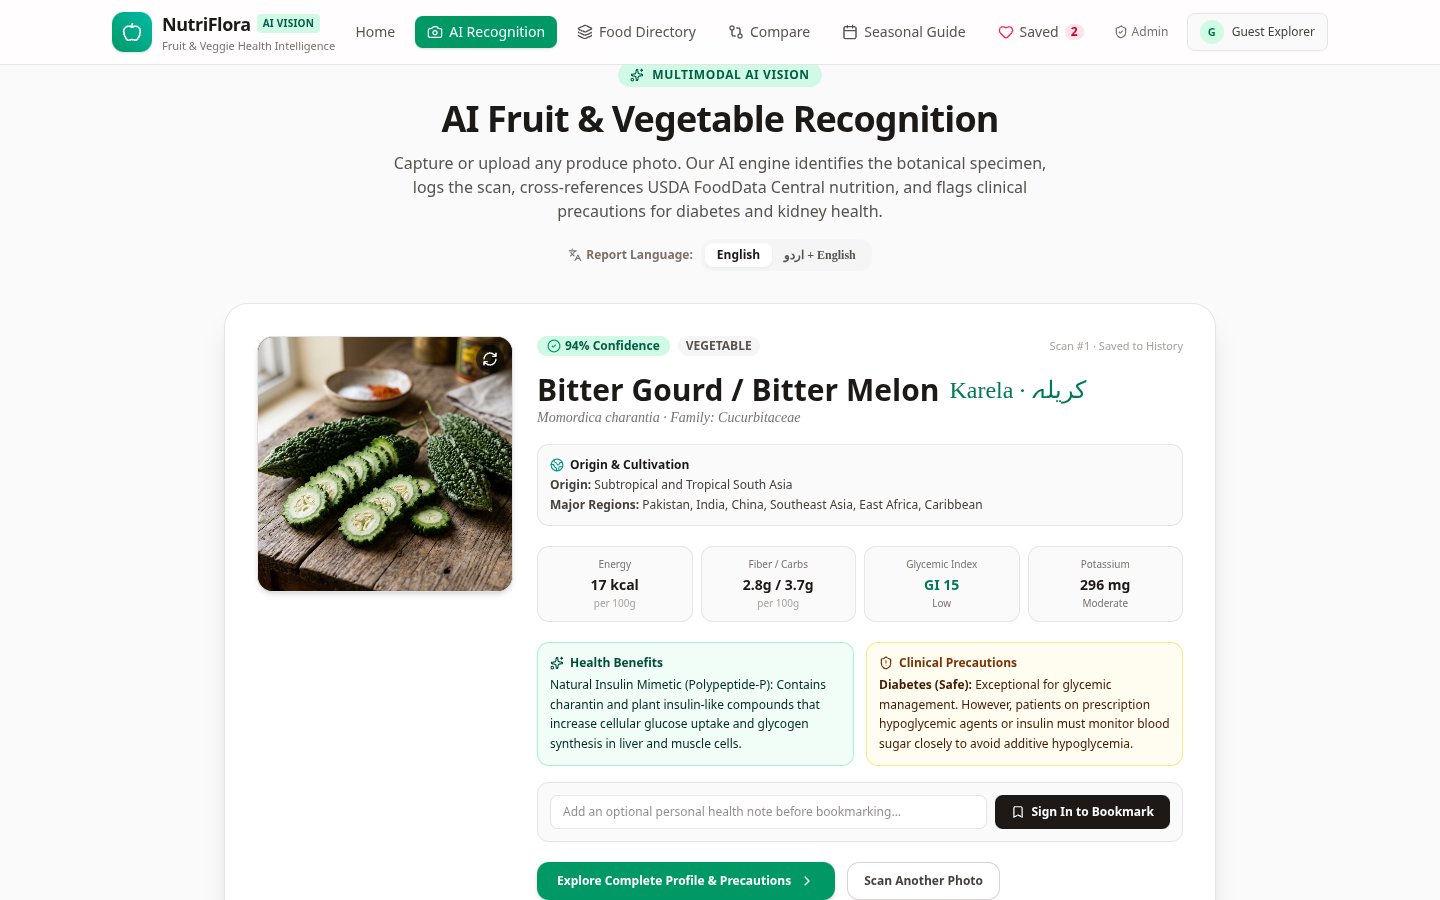 NutriFlora AI VISION
Fruit & Veggie Health Intelligence
Home
AI Recognition
Food Directory
Compare
Seasonal Guide
Saved 2
Admin
G Guest Explorer
MULTIMODAL AI VISION
AI Fruit & Vegetable Recognition
Capture or upload any produce photo. Our AI engine identifies the botanical specimen,
logs the scan, cross-references USDA FoodData Central nutrition, and flags clinical
precautions for diabetes and kidney health.
Report Language: English اردو + English
94% Confidence VEGETABLE Scan #1 · Saved to History
Bitter Gourd / Bitter Melon Karela · کریلہ
Momordica charantia · Family: Cucurbitaceae
Origin & Cultivation
Origin: Subtropical and Tropical South Asia
Major Regions: Pakistan, India, China, Southeast Asia, East Africa, Caribbean
Energy
17 kcal
per 100g
Fiber / Carbs
2.8g / 3.7g
per 100g
Glycemic Index
GI 15
Low
Potassium
296 mg
Moderate
Health Benefits
Natural Insulin Mimetic (Polypeptide-P): Contains
charantin and plant insulin-like compounds that
increase cellular glucose uptake and glycogen
synthesis in liver and muscle cells.
Clinical Precautions
Diabetes (Safe): Exceptional for glycemic
management. However, patients on prescription
hypoglycemic agents or insulin must monitor blood
sugar closely to avoid additive hypoglycemia.
Add an optional personal health note before bookmarking...
Sign In to Bookmark
Explore Complete Profile & Precautions
Scan Another Photo